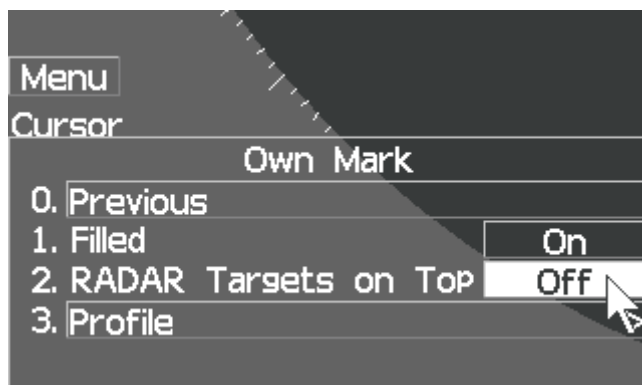 Menu
Cursor
Own Mark
0. Previous
1. Filled On
2. RADAR Targets on Top Off
3. Profile